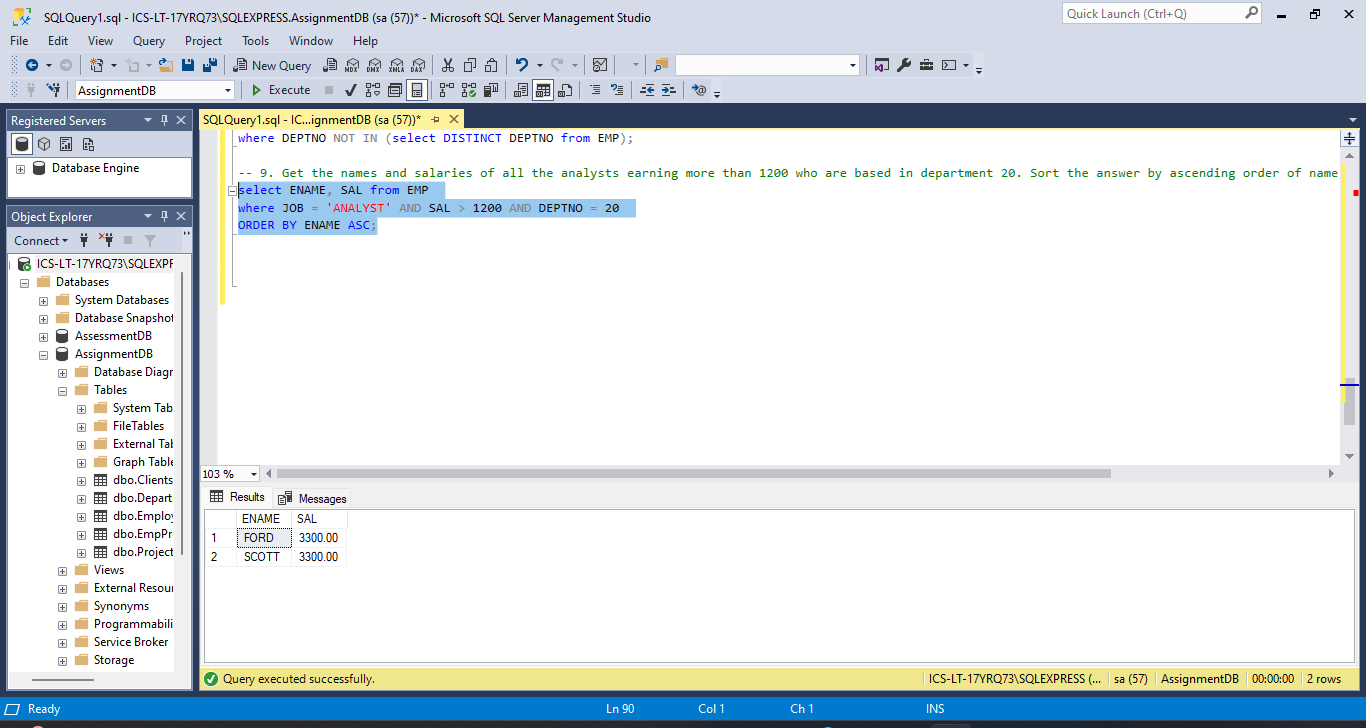 SQLQuery1.sql - ICS-LT-17YRQ73\SQLEXPRESS.AssignmentDB (sa (57))* - Microsoft SQL Server Management Studio
Quick Launch (Ctrl+Q)
File Edit View Query Project Tools Window Help
New Query MDX DMX XMLA DAX
AssignmentDB Execute
Registered Servers
Database Engine
Object Explorer
Connect
ICS-LT-17YRQ73\SQLEXPF
Databases
System Databases
Database Snapshot
AssessmentDB
AssignmentDB
Database Diagr
Tables
System Tab
FileTables
External Tal
Graph Table
dbo.Clients
dbo.Depart
dbo.Employ
dbo.EmpPr
dbo.Project
Views
External Resour
Synonyms
Programmabili
Service Broker
Storage
SQLQuery1.sql - IC...ignmentDB (sa (57))*
where DEPTNO NOT IN (select DISTINCT DEPTNO from EMP);
-- 9. Get the names and salaries of all the analysts earning more than 1200 who are based in department 20. Sort the answer by ascending order of name
select ENAME, SAL from EMP
where JOB = 'ANALYST' AND SAL > 1200 AND DEPTNO = 20
ORDER BY ENAME ASC;
103 %
Results Messages
ENAME SAL
1 FORD 3300.00
2 SCOTT 3300.00
Query executed successfully. ICS-LT-17YRQ73\SQLEXPRESS (... sa (57) AssignmentDB 00:00:00 2 rows
Ready Ln 90 Col 1 Ch 1 INS